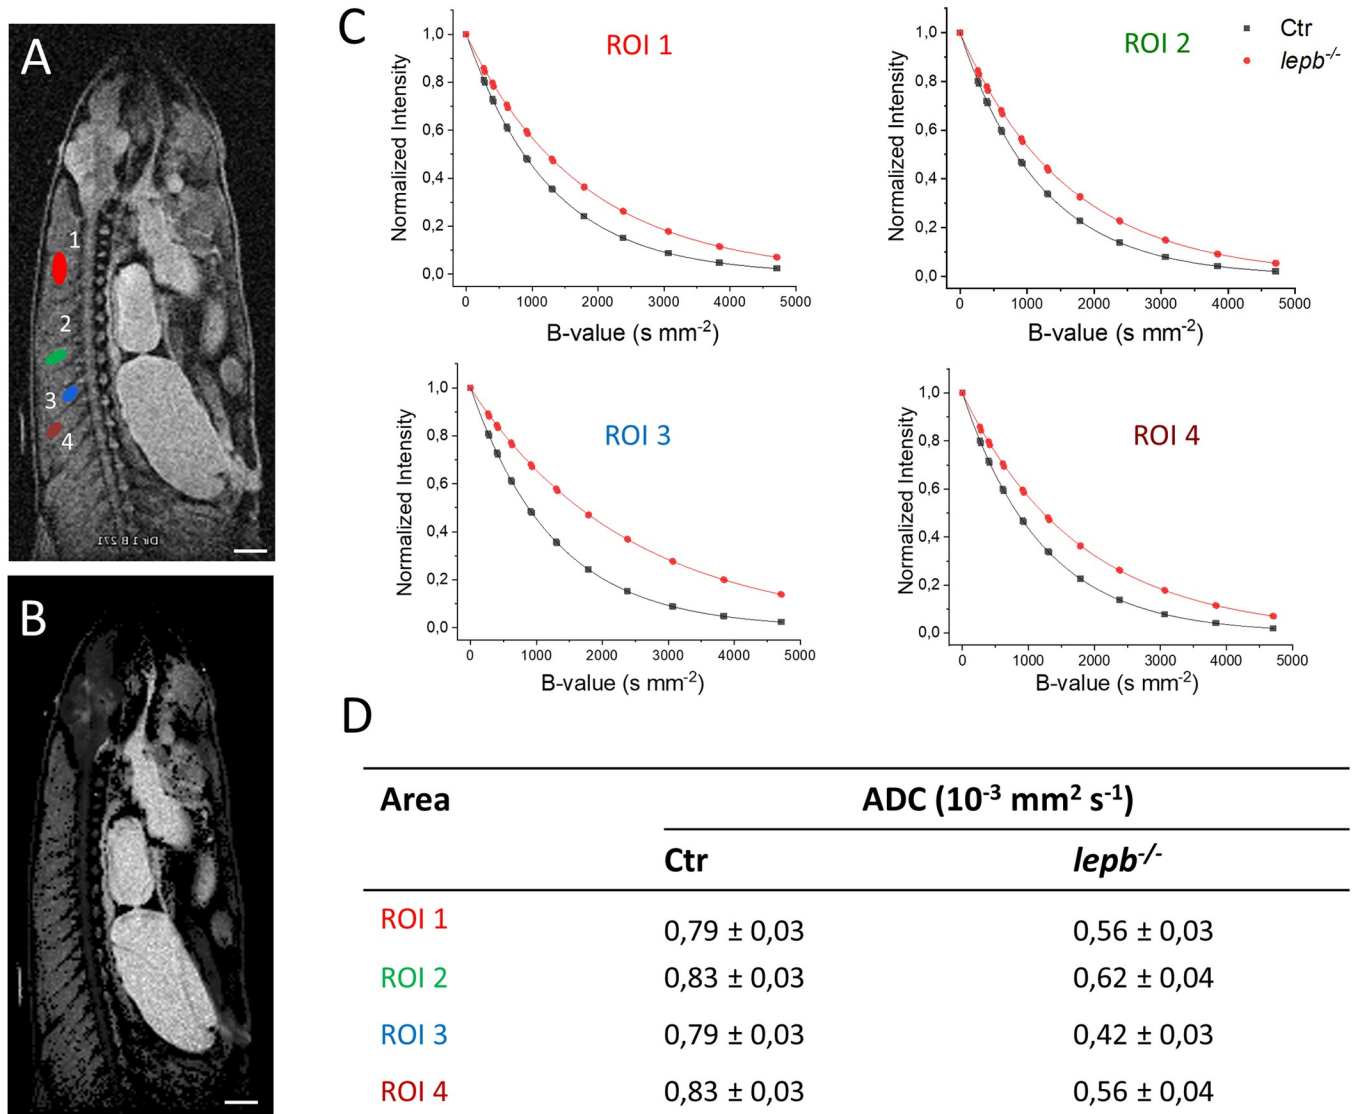 A
1
2
3
4
Dir 1 B 271
B
C
ROI 1
Normalized Intensity
1,0
0,8
0,6
0,4
0,2
0,0
0 1000 2000 3000 4000 5000
B-value (s mm⁻²)
ROI 2
Ctr
lepb⁻/⁻
Normalized Intensity
1,0
0,8
0,6
0,4
0,2
0,0
0 1000 2000 3000 4000 5000
B-value (s mm⁻²)
ROI 3
Normalized Intensity
1,0
0,8
0,6
0,4
0,2
0,0
0 1000 2000 3000 4000 5000
B-value (s mm⁻²)
ROI 4
Normalized Intensity
1,0
0,8
0,6
0,4
0,2
0,0
0 1000 2000 3000 4000 5000
B-value (s mm⁻²)
D
Area ADC (10⁻³ mm² s⁻¹)
Ctr lepb⁻/⁻
ROI 1 0,79 ± 0,03 0,56 ± 0,03
ROI 2 0,83 ± 0,03 0,62 ± 0,04
ROI 3 0,79 ± 0,03 0,42 ± 0,03
ROI 4 0,83 ± 0,03 0,56 ± 0,04